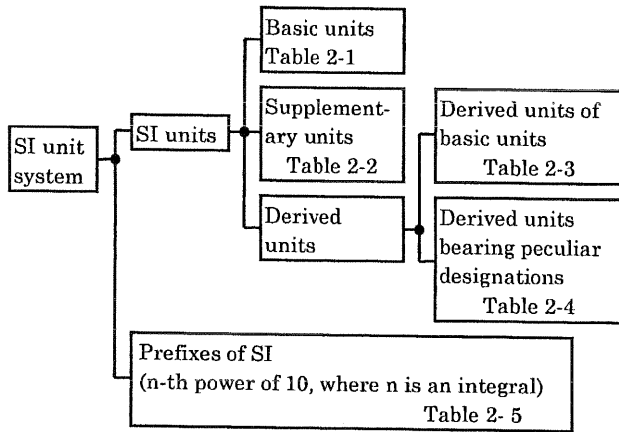 SI unit
system
SI units
Basic units
Table 2-1
Supplement-
ary units
Table 2-2
Derived
units
Derived units of
basic units
Table 2-3
Derived units
bearing peculiar
designations
Table 2-4
Prefixes of SI
(n-th power of 10, where n is an integral)
Table 2- 5